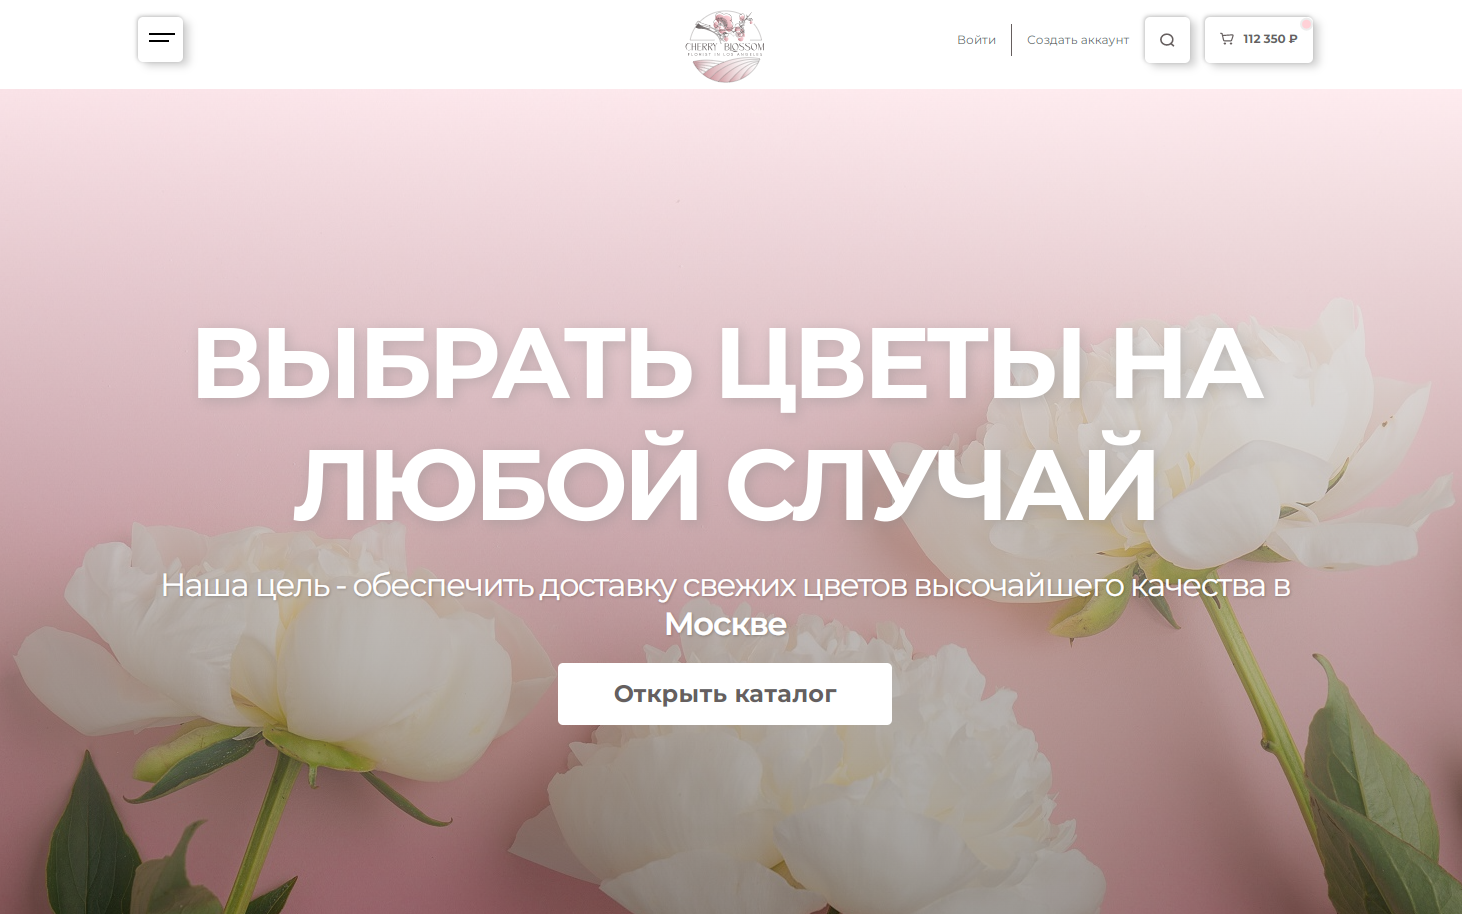 CHERRY BLOSSOM
FLORIST IN LOS ANGELES
Войти
Создать аккаунт
112 350 ₽
ВЫБРАТЬ ЦВЕТЫ НА
ЛЮБОЙ СЛУЧАЙ
Наша цель - обеспечить доставку свежих цветов высочайшего качества в
Москве
Открыть каталог